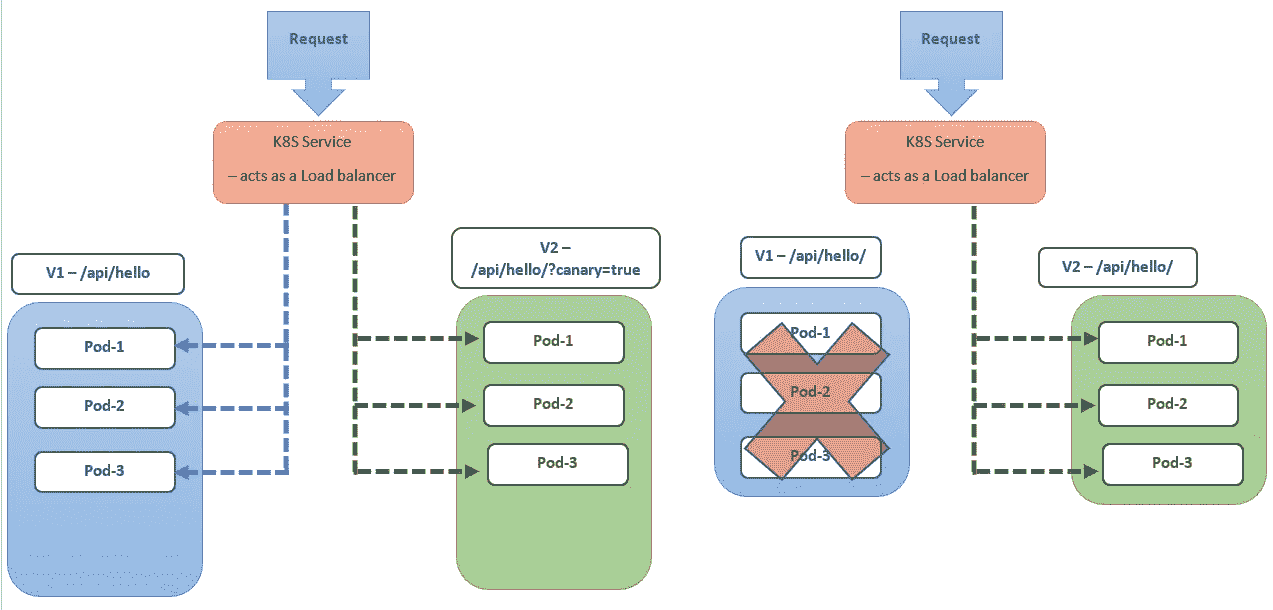 Request
K8S Service
– acts as a Load balancer
V1 – /api/hello
Pod-1
Pod-2
Pod-3
V2 –
/api/hello/?canary=true
Pod-1
Pod-2
Pod-3
Request
K8S Service
– acts as a Load balancer
V1 – /api/hello/
Pod-1
Pod-2
Pod-3
V2 – /api/hello/
Pod-1
Pod-2
Pod-3